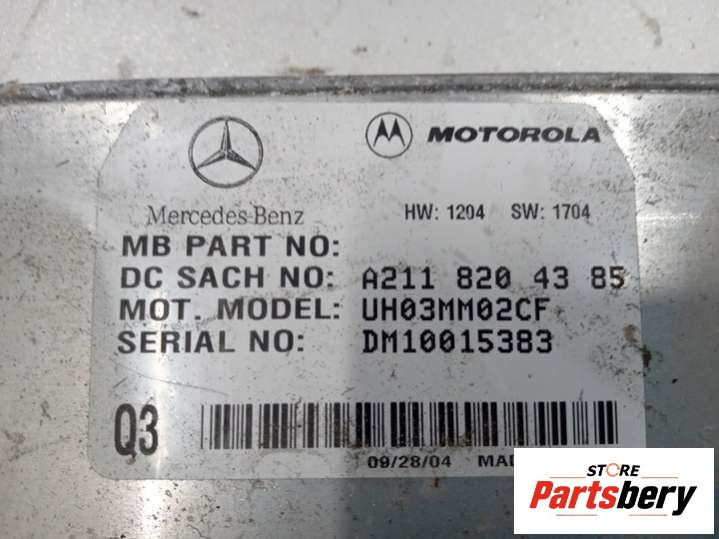 MOTOROLA
Mercedes-Benz
HW: 1204 SW: 1704
MB PART NO:
DC SACH NO: A211 820 43 85
MOT. MODEL: UH03MM02CF
SERIAL NO: DM10015383
Q3
09/28/04
STORE
Partsbery